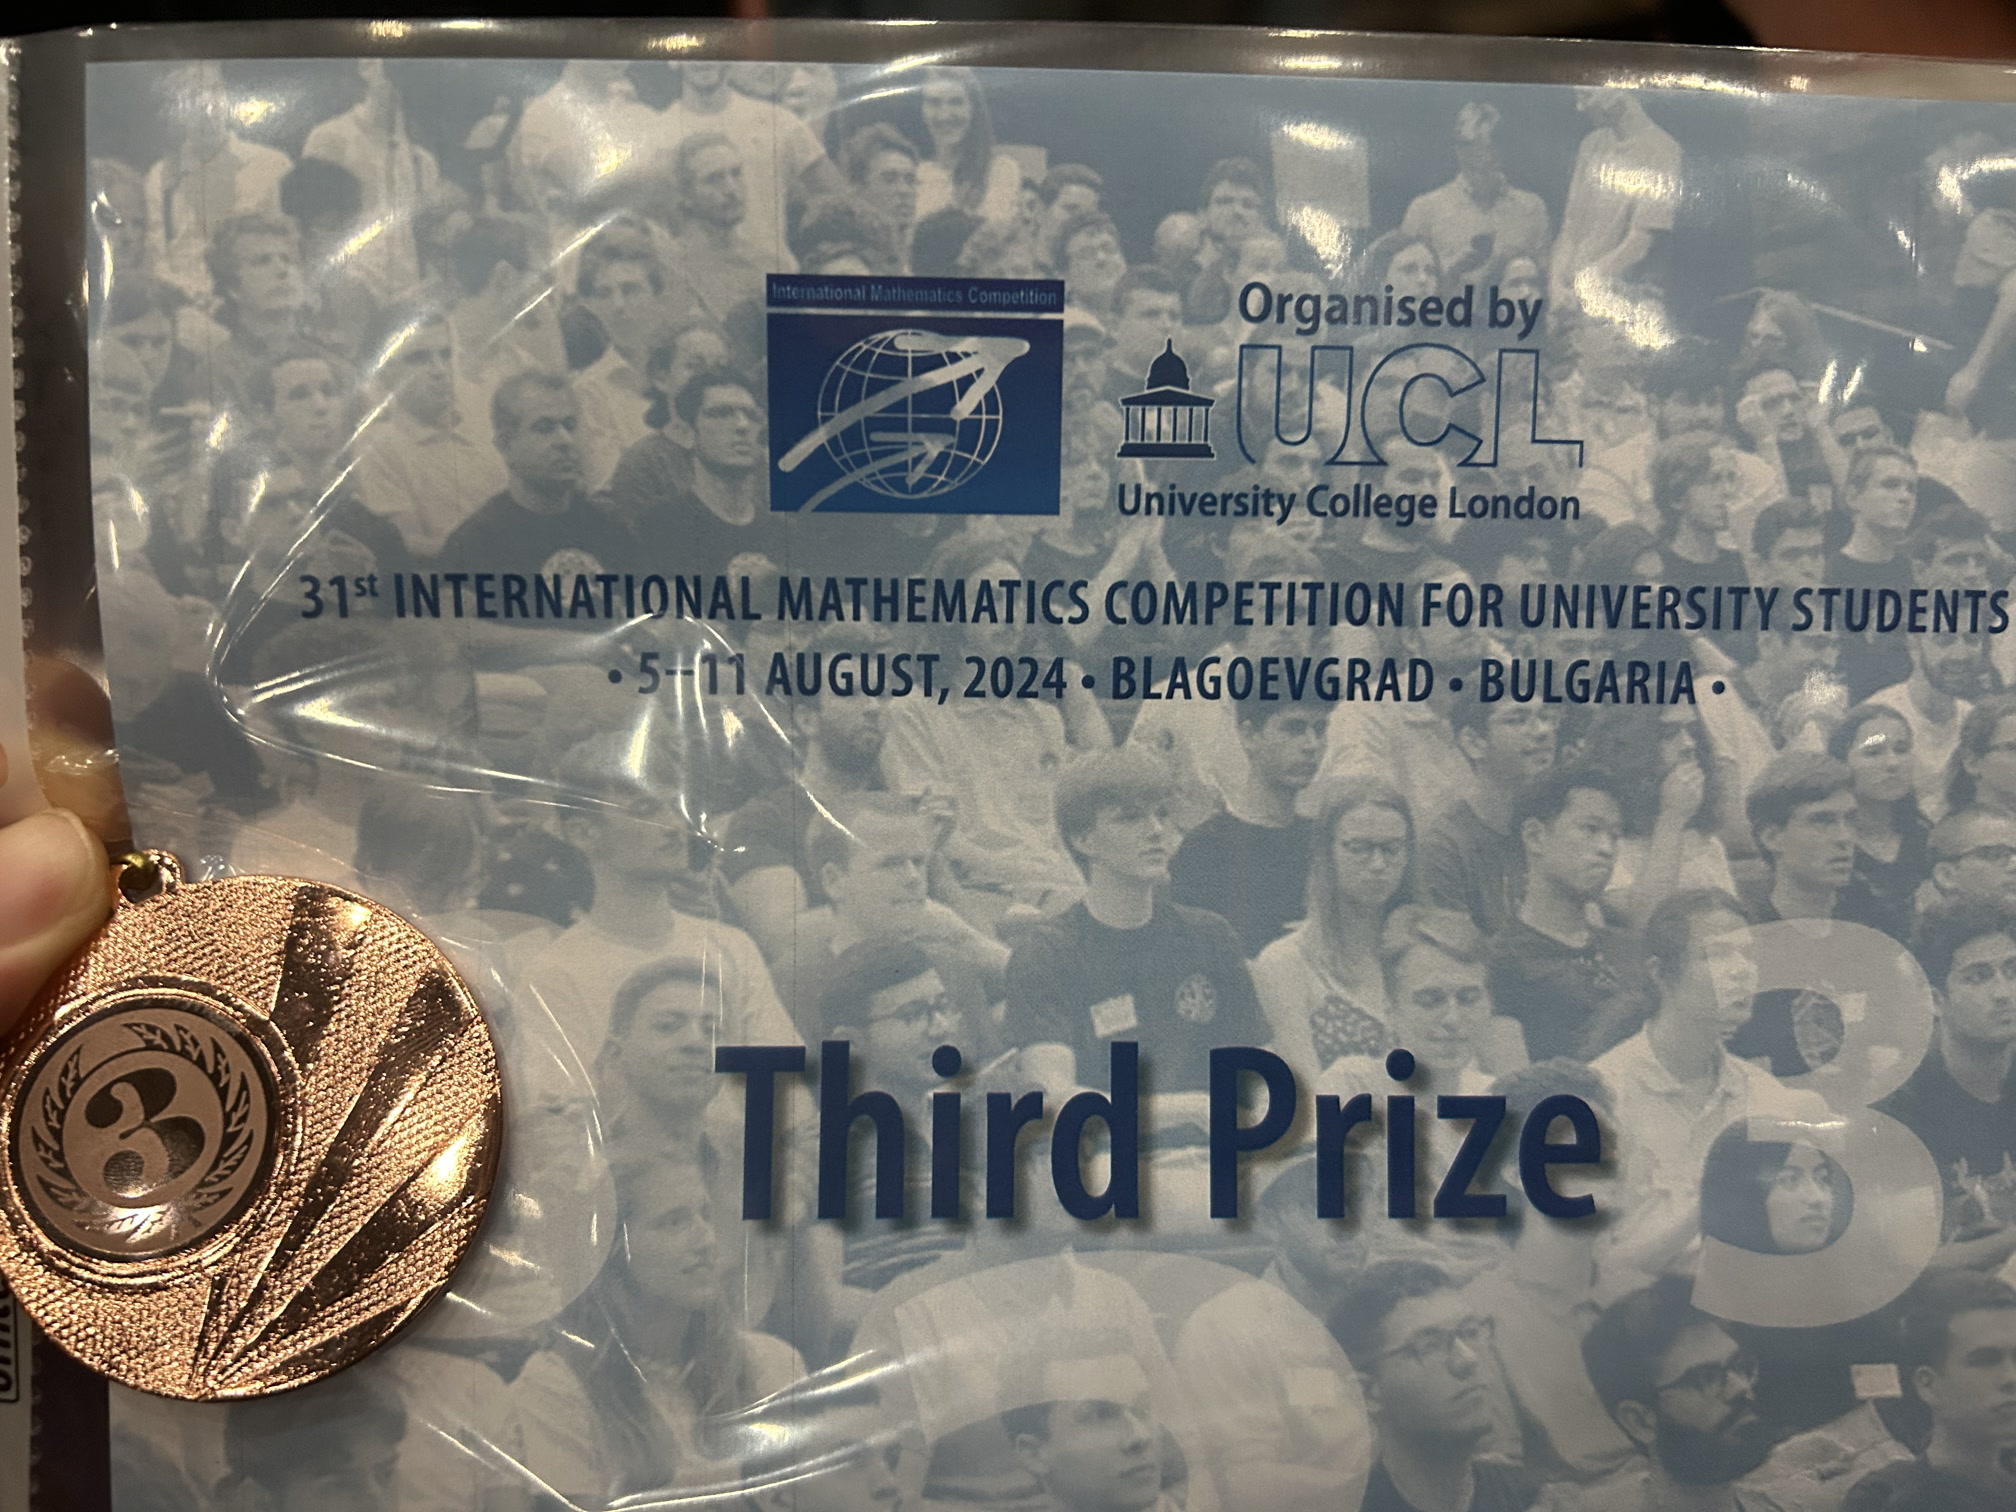 International Mathematics Competition
Organised by
UCL
University College London
31st INTERNATIONAL MATHEMATICS COMPETITION FOR UNIVERSITY STUDENTS
• 5–11 AUGUST, 2024 • BLAGOEVGRAD • BULGARIA •
Third Prize
3